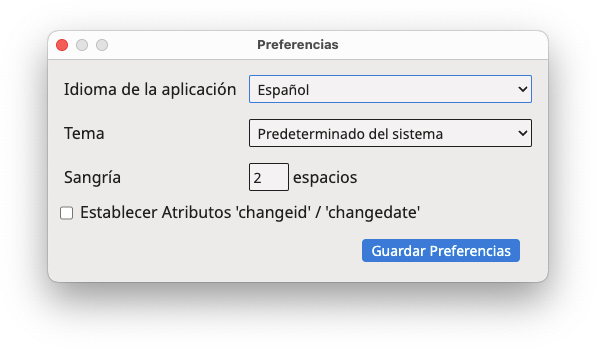 Preferencias
Idioma de la aplicación Español
Tema Predeterminado del sistema
Sangría 2 espacios
Establecer Atributos 'changeid' / 'changedate'
Guardar Preferencias